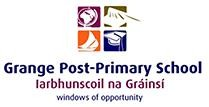 Grange Post-Primary School
Iarbhunscoil na Gráinsí
windows of opportunity